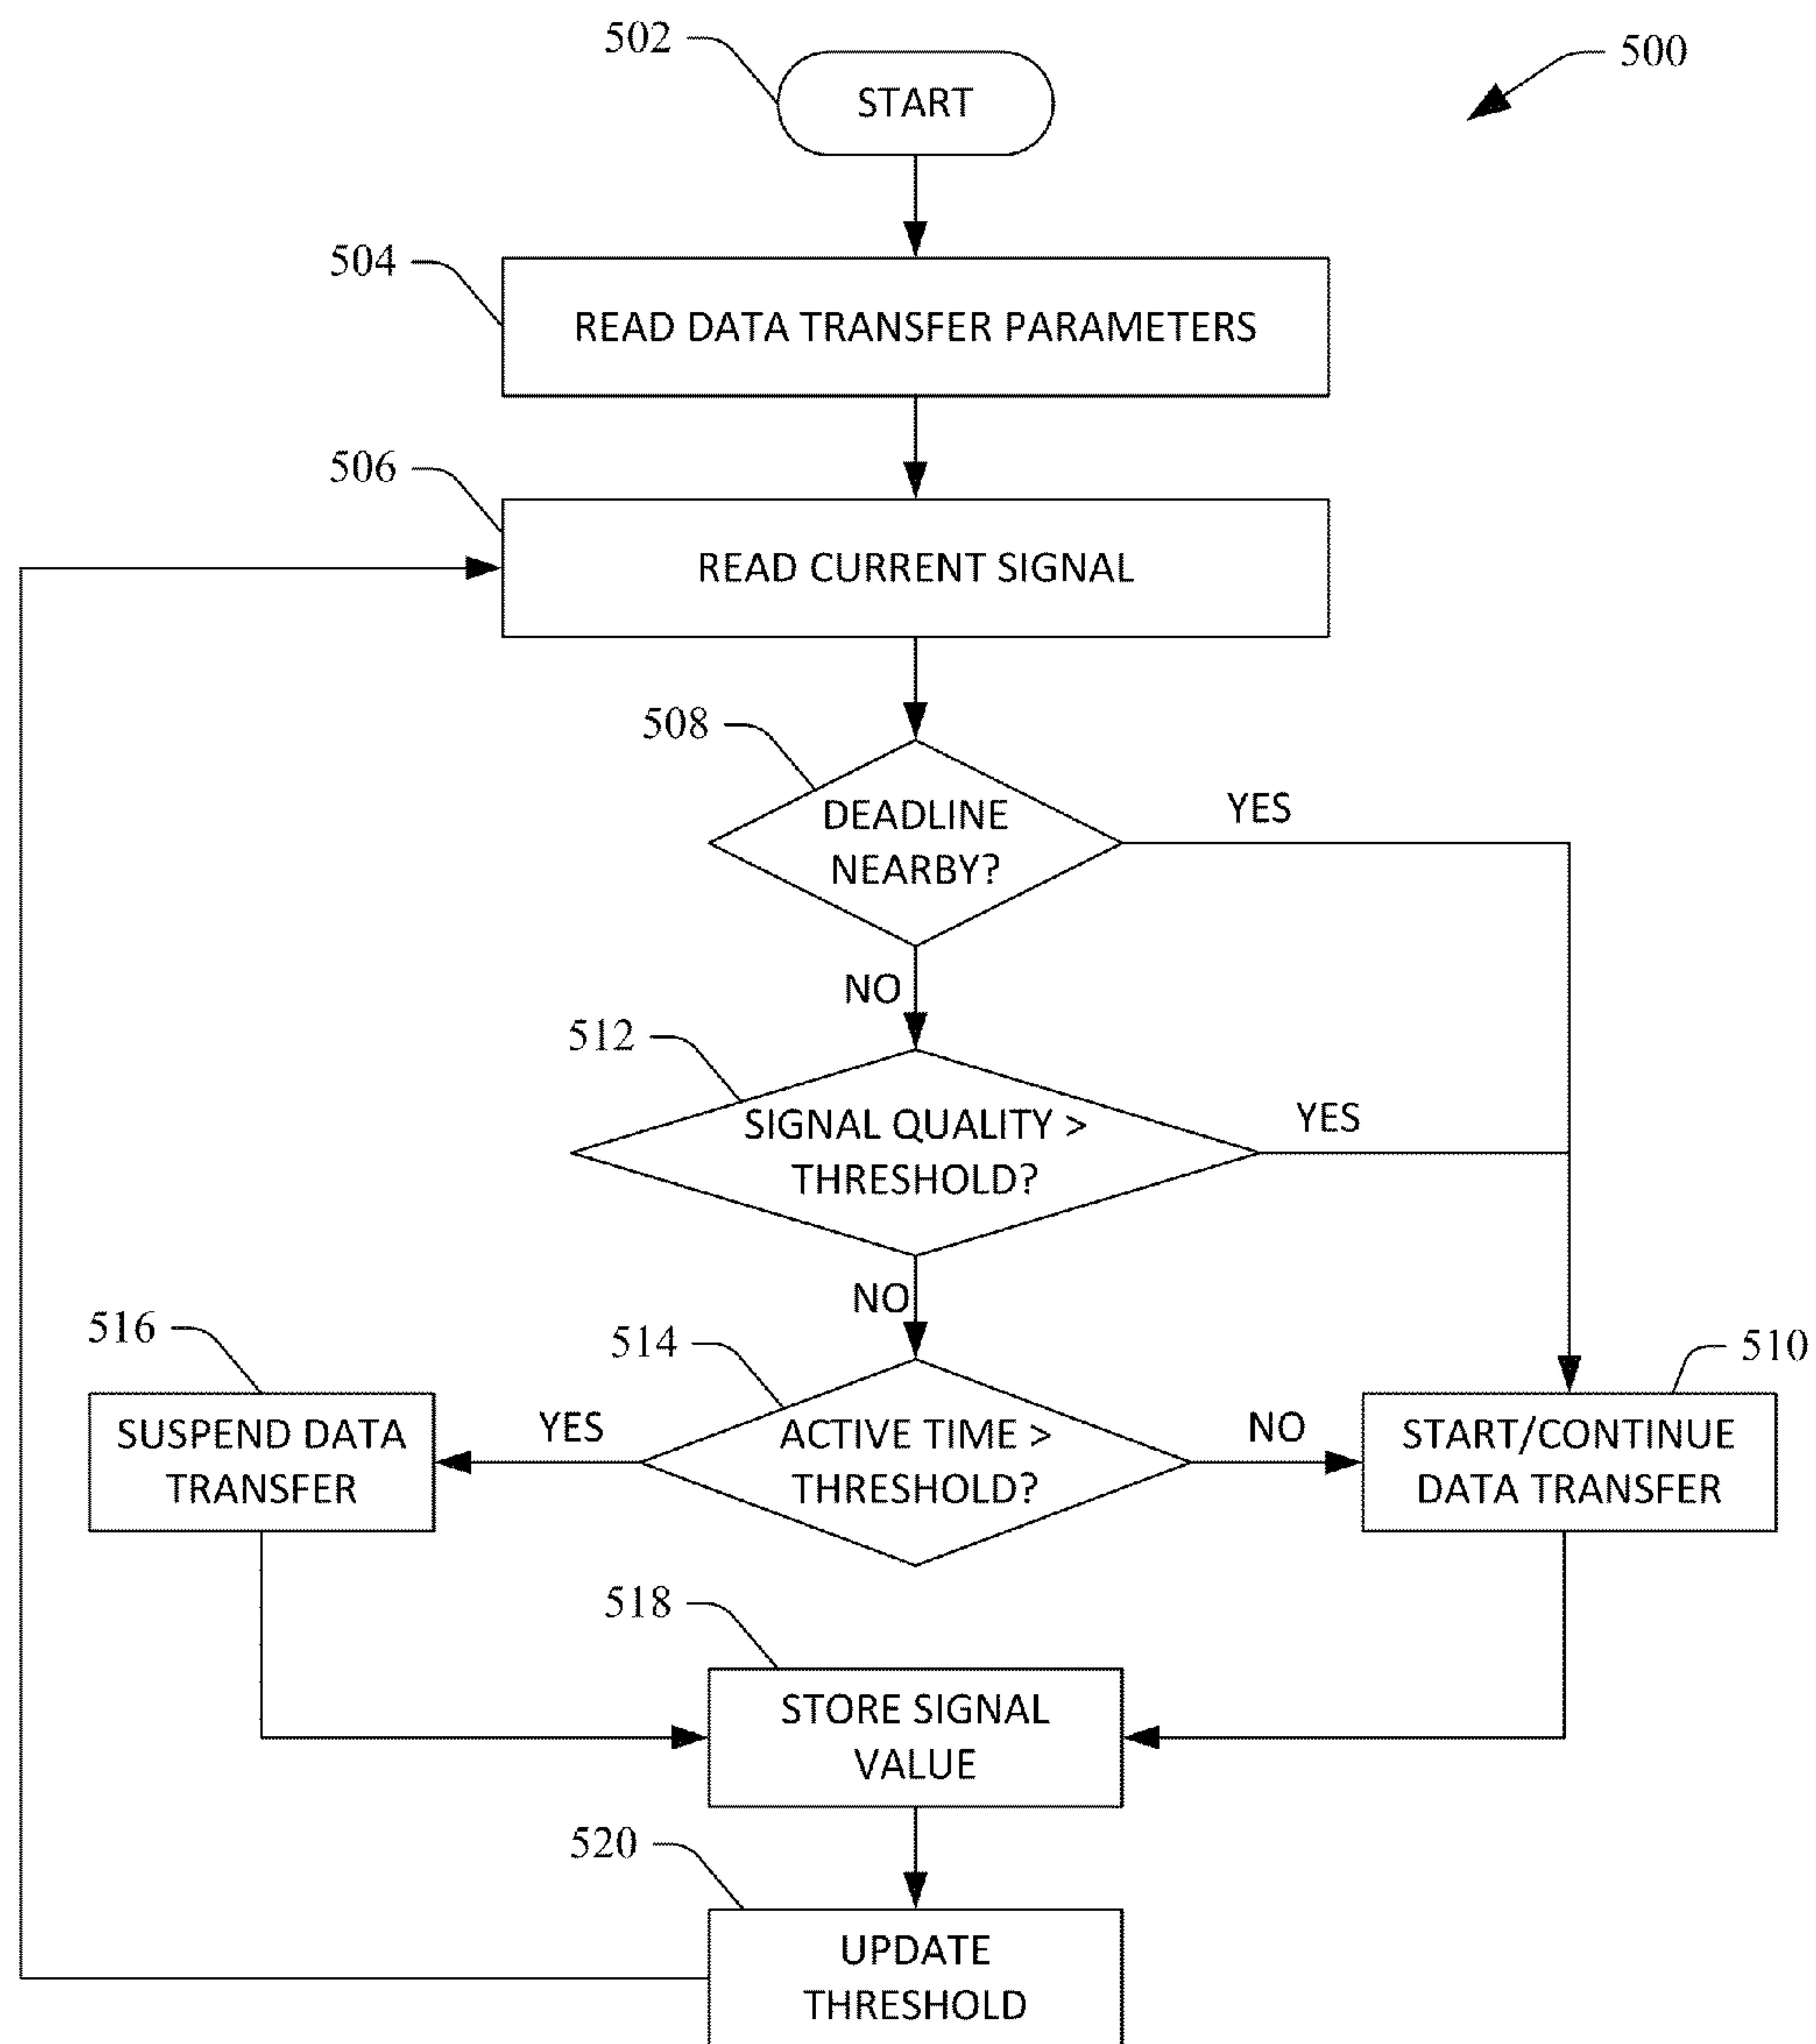 502
START
500
504
READ DATA TRANSFER PARAMETERS
506
READ CURRENT SIGNAL
508
DEADLINE
NEARBY?
YES
NO
512
SIGNAL QUALITY >
THRESHOLD?
YES
NO
516
SUSPEND DATA
TRANSFER
YES
514
ACTIVE TIME >
THRESHOLD?
NO
510
START/CONTINUE
DATA TRANSFER
518
STORE SIGNAL
VALUE
520
UPDATE
THRESHOLD